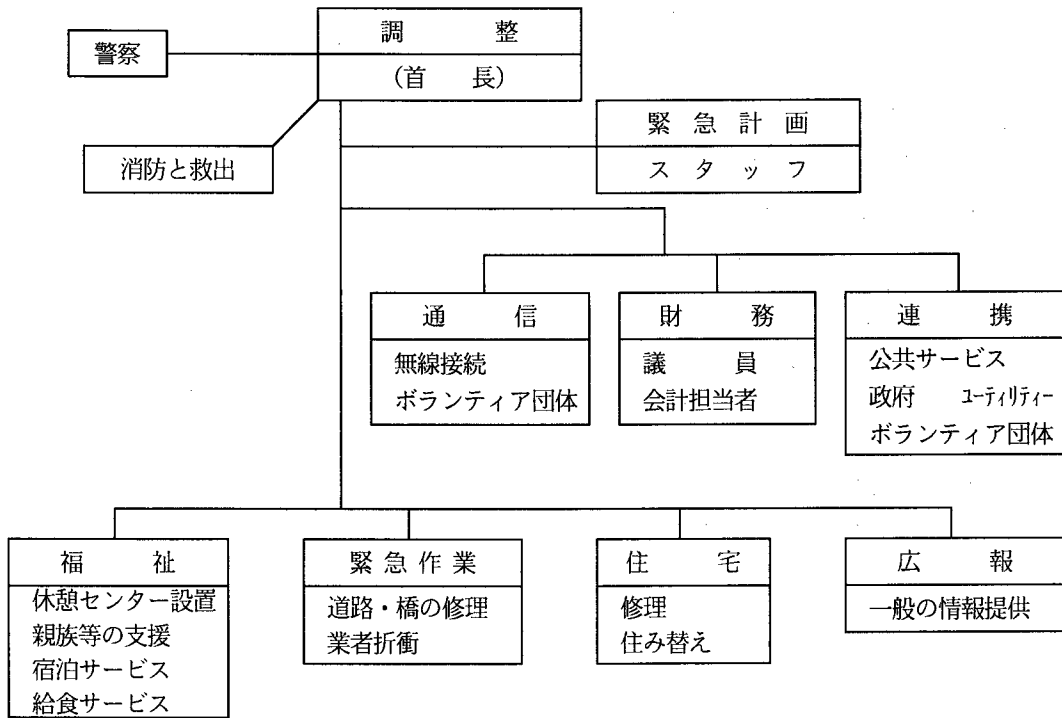 調整
警察
（首長）
緊急計画
消防と救出
スタッフ
通信
無線接続
ボランティア団体
財務
議員
会計担当者
連携
公共サービス
政府 ユーティリティー
ボランティア団体
福祉
休憩センター設置
親族等の支援
宿泊サービス
給食サービス
緊急作業
道路・橋の修理
業者折衝
住宅
修理
住み替え
広報
一般の情報提供